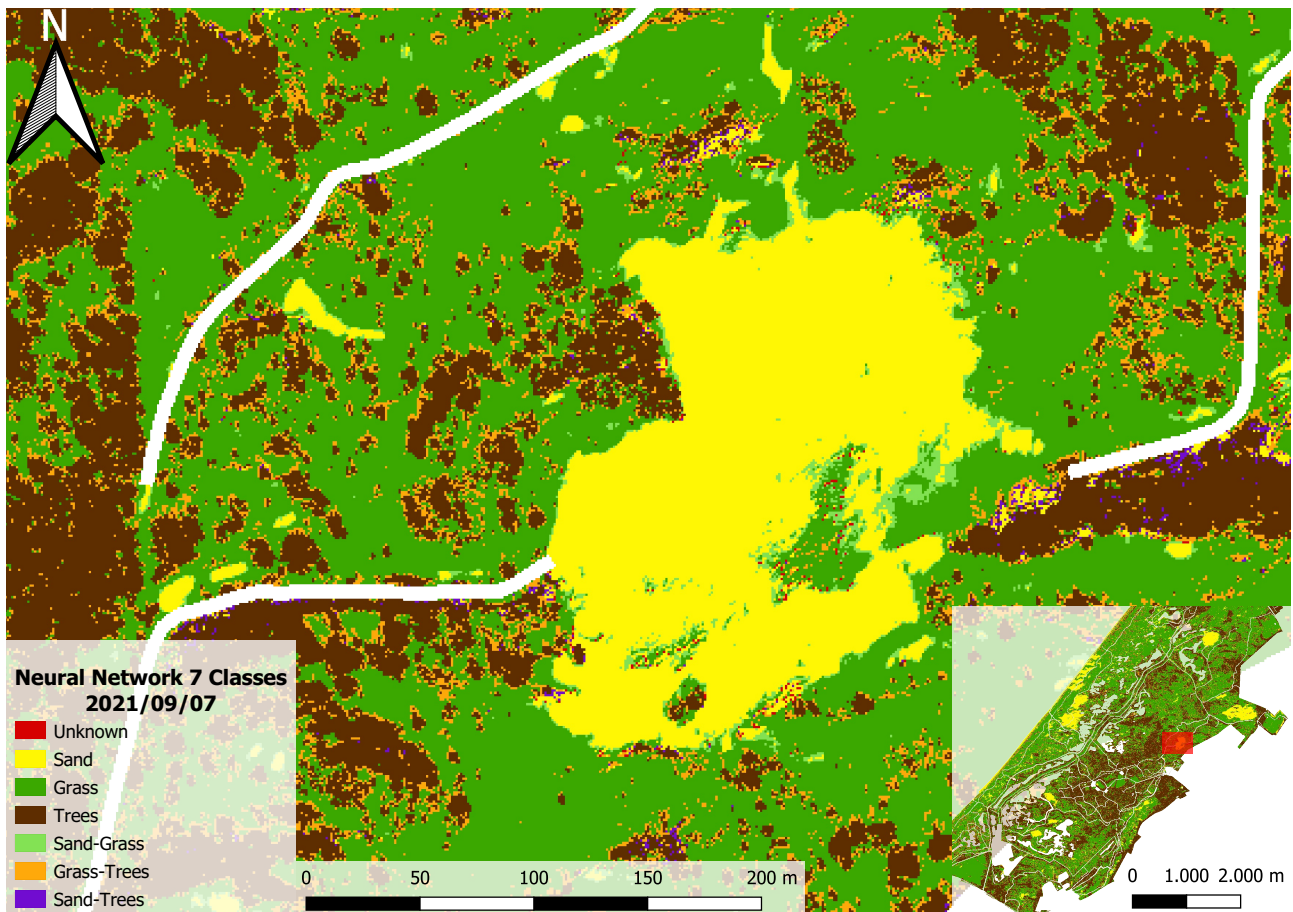 N
Neural Network 7 Classes
2021/09/07
Unknown
Sand
Grass
Trees
Sand-Grass
Grass-Trees
Sand-Trees
0 50 100 150 200 m
0 1.000 2.000 m